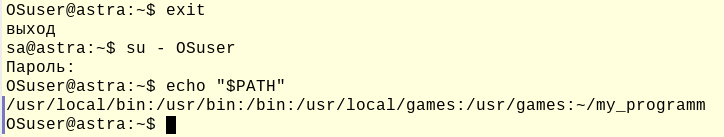 OSuser@astra:~$ exit
выход
sa@astra:~$ su - OSuser
Пароль:
OSuser@astra:~$ echo "$PATH"
/usr/local/bin:/usr/bin:/bin:/usr/local/games:/usr/games:~/my_programm
OSuser@astra:~$